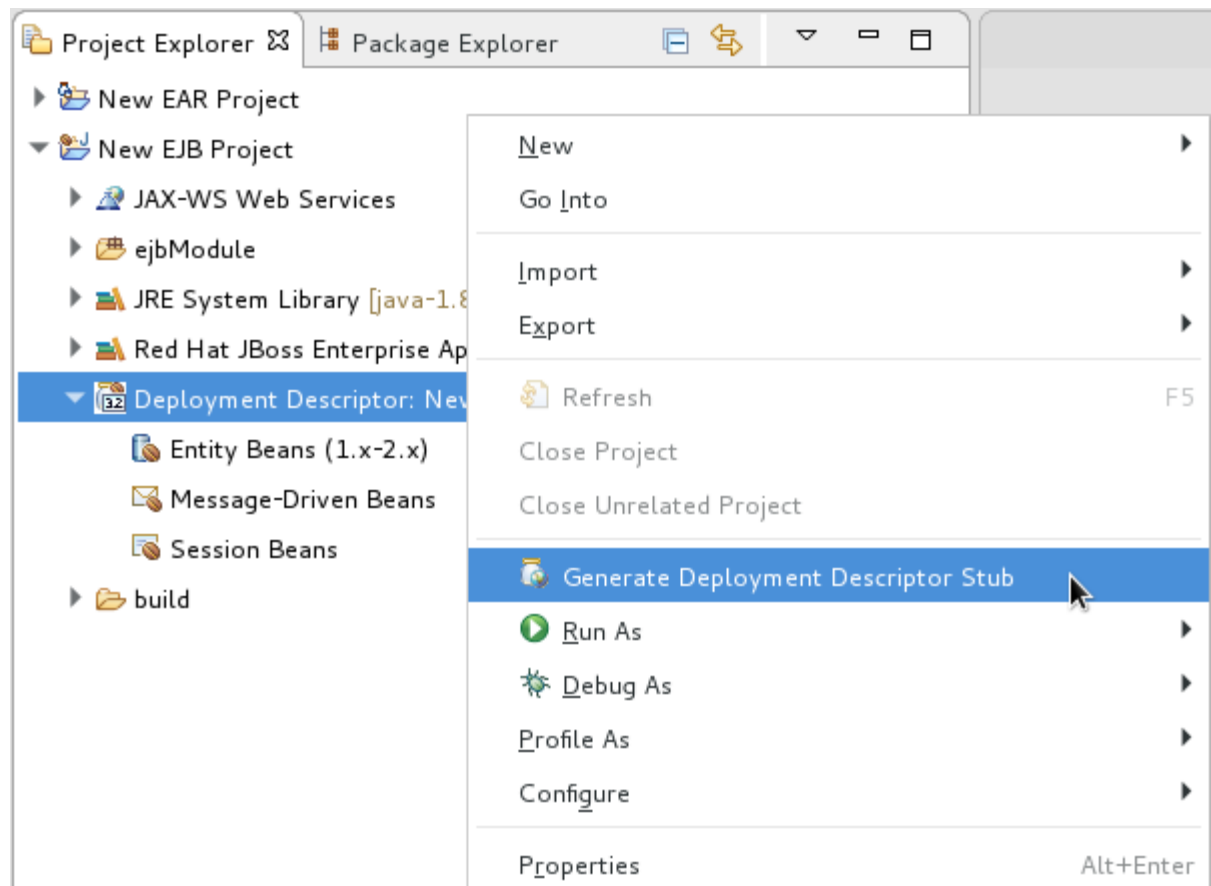 Project Explorer
Package Explorer
New EAR Project
New EJB Project
JAX-WS Web Services
ejbModule
JRE System Library [java-1.8
Red Hat JBoss Enterprise Ap
Deployment Descriptor: New
32
Entity Beans (1.x-2.x)
Message-Driven Beans
Session Beans
build
New
Go Into
Import
Export
Refresh F5
Close Project
Close Unrelated Project
Generate Deployment Descriptor Stub
Run As
Debug As
Profile As
Configure
Properties Alt+Enter